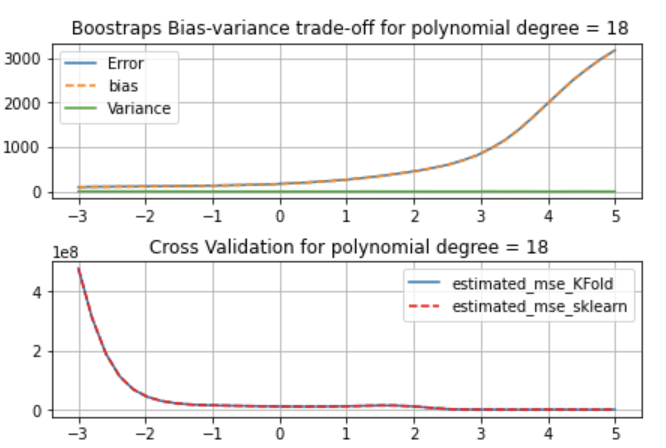 Boostraps Bias-variance trade-off for polynomial degree = 18
3000
2000
1000
0
Error
bias
Variance
−3 −2 −1 0 1 2 3 4 5
Cross Validation for polynomial degree = 18
1e8
4
2
0
estimated_mse_KFold
estimated_mse_sklearn
−3 −2 −1 0 1 2 3 4 5